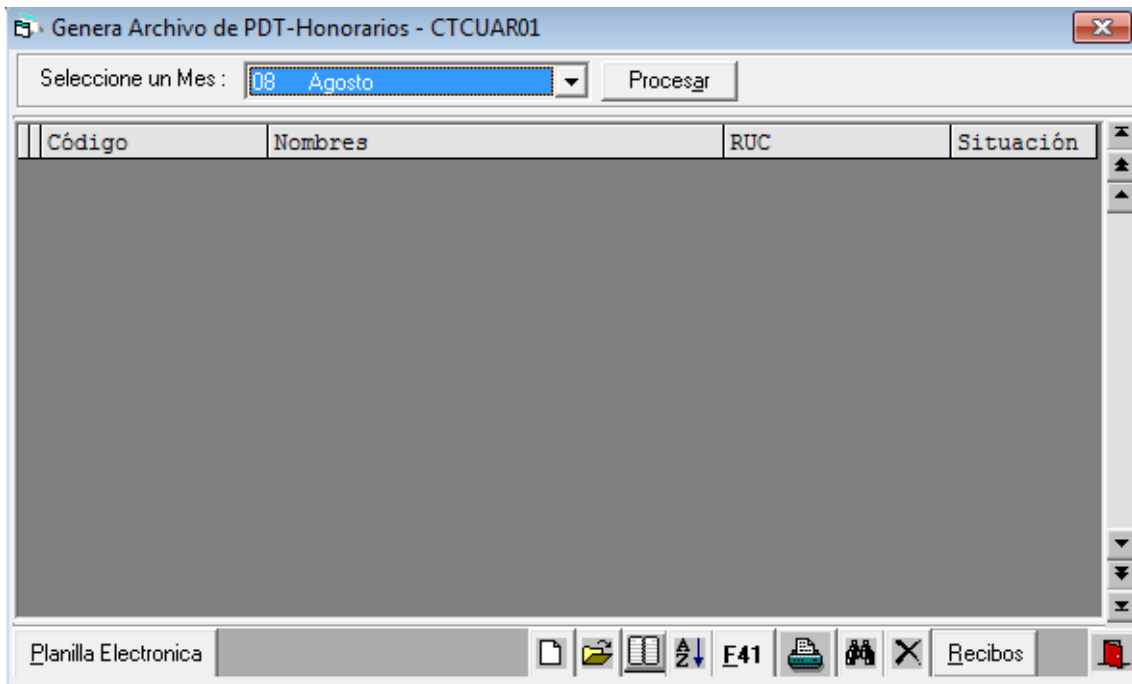 Genera Archivo de PDT-Honorarios - CTCUAR01
Seleccione un Mes : 08 Agosto Procesar
Código Nombres RUC Situación
Planilla Electronica F41 Recibos